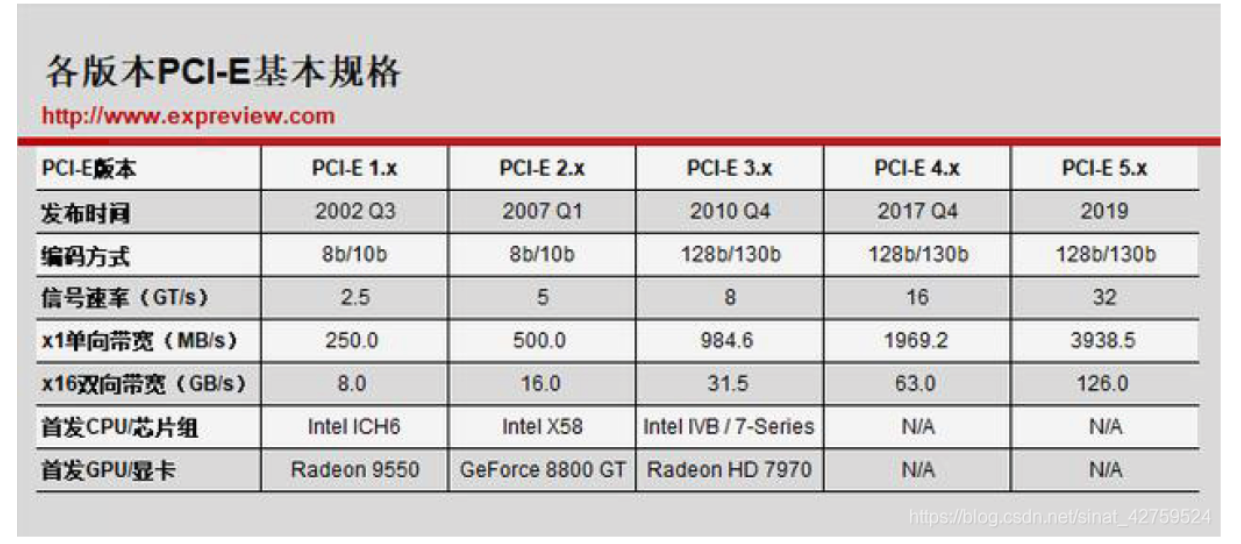 各版本PCI-E基本规格
http://www.expreview.com
PCI-E版本 PCI-E 1.x PCI-E 2.x PCI-E 3.x PCI-E 4.x PCI-E 5.x
发布时间 2002 Q3 2007 Q1 2010 Q4 2017 Q4 2019
编码方式 8b/10b 8b/10b 128b/130b 128b/130b 128b/130b
信号速率（GT/s） 2.5 5 8 16 32
x1单向带宽（MB/s） 250.0 500.0 984.6 1969.2 3938.5
x16双向带宽（GB/s） 8.0 16.0 31.5 63.0 126.0
首发CPU/芯片组 Intel ICH6 Intel X58 Intel IVB / 7-Series N/A N/A
首发GPU/显卡 Radeon 9550 GeForce 8800 GT Radeon HD 7970 N/A N/A
https://blog.csdn.net/sinat_42759524